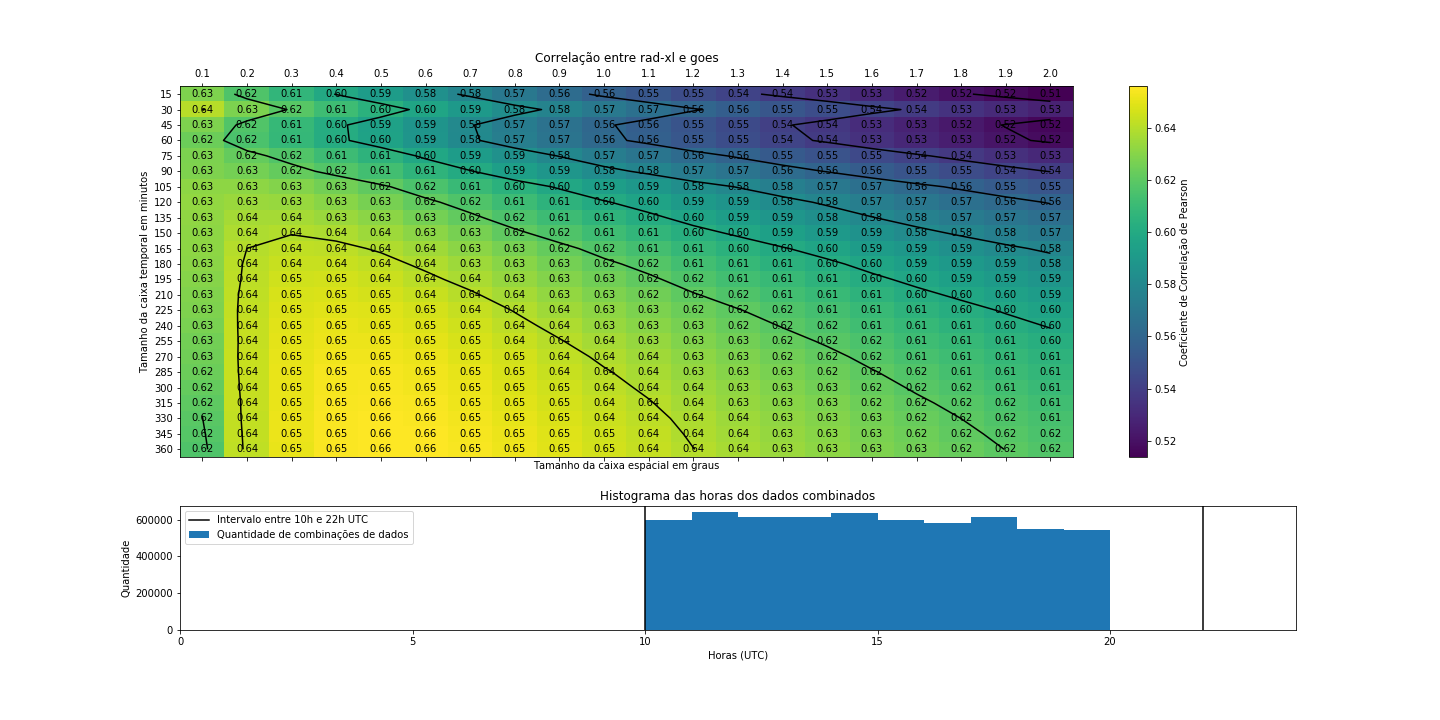 Correlação entre rad-xl e goes
0.1 0.2 0.3 0.4 0.5 0.6 0.7 0.8 0.9 1.0 1.1 1.2 1.3 1.4 1.5 1.6 1.7 1.8 1.9 2.0
Tamanho da caixa temporal em minutos
15 0.63 0.62 0.61 0.60 0.59 0.58 0.58 0.57 0.56 0.56 0.55 0.55 0.54 0.54 0.53 0.53 0.52 0.52 0.52 0.51
30 0.64 0.63 0.62 0.61 0.60 0.60 0.59 0.58 0.58 0.57 0.57 0.56 0.56 0.55 0.55 0.54 0.54 0.53 0.53 0.53
45 0.63 0.62 0.61 0.60 0.59 0.59 0.58 0.57 0.57 0.56 0.56 0.55 0.55 0.54 0.54 0.53 0.53 0.52 0.52 0.52
60 0.62 0.62 0.61 0.60 0.60 0.59 0.58 0.57 0.57 0.56 0.56 0.55 0.55 0.54 0.54 0.53 0.53 0.53 0.52 0.52
75 0.63 0.62 0.62 0.61 0.61 0.60 0.59 0.59 0.58 0.57 0.57 0.56 0.56 0.55 0.55 0.55 0.54 0.54 0.53 0.53
90 0.63 0.63 0.62 0.62 0.61 0.61 0.60 0.59 0.59 0.58 0.58 0.57 0.57 0.56 0.56 0.56 0.55 0.55 0.54 0.54
105 0.63 0.63 0.63 0.63 0.62 0.62 0.61 0.60 0.60 0.59 0.59 0.58 0.58 0.58 0.57 0.57 0.56 0.56 0.55 0.55
120 0.63 0.63 0.63 0.63 0.63 0.62 0.62 0.61 0.61 0.60 0.60 0.59 0.59 0.58 0.58 0.57 0.57 0.57 0.56 0.56
135 0.63 0.64 0.64 0.63 0.63 0.63 0.62 0.62 0.61 0.61 0.60 0.60 0.59 0.59 0.58 0.58 0.58 0.57 0.57 0.57
150 0.63 0.64 0.64 0.64 0.64 0.63 0.63 0.62 0.62 0.61 0.61 0.60 0.60 0.59 0.59 0.59 0.58 0.58 0.58 0.57
165 0.63 0.64 0.64 0.64 0.64 0.64 0.63 0.63 0.62 0.62 0.61 0.61 0.60 0.60 0.60 0.59 0.59 0.59 0.58 0.58
180 0.63 0.64 0.64 0.64 0.64 0.64 0.63 0.63 0.63 0.62 0.62 0.61 0.61 0.61 0.60 0.60 0.59 0.59 0.59 0.58
195 0.63 0.64 0.65 0.65 0.64 0.64 0.64 0.63 0.63 0.63 0.62 0.62 0.61 0.61 0.61 0.60 0.60 0.59 0.59 0.59
210 0.63 0.64 0.65 0.65 0.65 0.64 0.64 0.64 0.63 0.63 0.62 0.62 0.62 0.61 0.61 0.61 0.60 0.60 0.60 0.59
225 0.63 0.64 0.65 0.65 0.65 0.65 0.64 0.64 0.64 0.63 0.63 0.62 0.62 0.62 0.61 0.61 0.61 0.60 0.60 0.60
240 0.63 0.64 0.65 0.65 0.65 0.65 0.64 0.64 0.64 0.63 0.63 0.63 0.62 0.62 0.62 0.61 0.61 0.61 0.60 0.60
255 0.63 0.64 0.65 0.65 0.65 0.65 0.65 0.64 0.64 0.64 0.63 0.63 0.63 0.62 0.62 0.62 0.61 0.61 0.61 0.60
270 0.63 0.64 0.65 0.65 0.65 0.65 0.65 0.65 0.64 0.64 0.64 0.63 0.63 0.62 0.62 0.62 0.61 0.61 0.61 0.61
285 0.62 0.64 0.65 0.65 0.65 0.65 0.65 0.65 0.64 0.64 0.64 0.63 0.63 0.63 0.62 0.62 0.62 0.61 0.61 0.61
300 0.62 0.64 0.65 0.65 0.65 0.65 0.65 0.65 0.65 0.64 0.64 0.64 0.63 0.63 0.63 0.62 0.62 0.62 0.61 0.61
315 0.62 0.64 0.65 0.65 0.66 0.65 0.65 0.65 0.65 0.64 0.64 0.64 0.63 0.63 0.63 0.62 0.62 0.62 0.62 0.61
330 0.62 0.64 0.65 0.65 0.66 0.66 0.65 0.65 0.65 0.64 0.64 0.64 0.63 0.63 0.63 0.63 0.62 0.62 0.62 0.61
345 0.62 0.64 0.65 0.65 0.66 0.66 0.65 0.65 0.65 0.65 0.64 0.64 0.64 0.63 0.63 0.63 0.62 0.62 0.62 0.62
360 0.62 0.64 0.65 0.65 0.66 0.66 0.65 0.65 0.65 0.65 0.64 0.64 0.64 0.63 0.63 0.63 0.63 0.62 0.62 0.62
Tamanho da caixa espacial em graus
0.64
0.62
0.60
0.58
0.56
0.54
0.52
Coeficiente de Correlação de Pearson
Histograma das horas dos dados combinados
Quantidade
600000
400000
200000
0
Intervalo entre 10h e 22h UTC
Quantidade de combinações de dados
0 5 10 15 20
Horas (UTC)